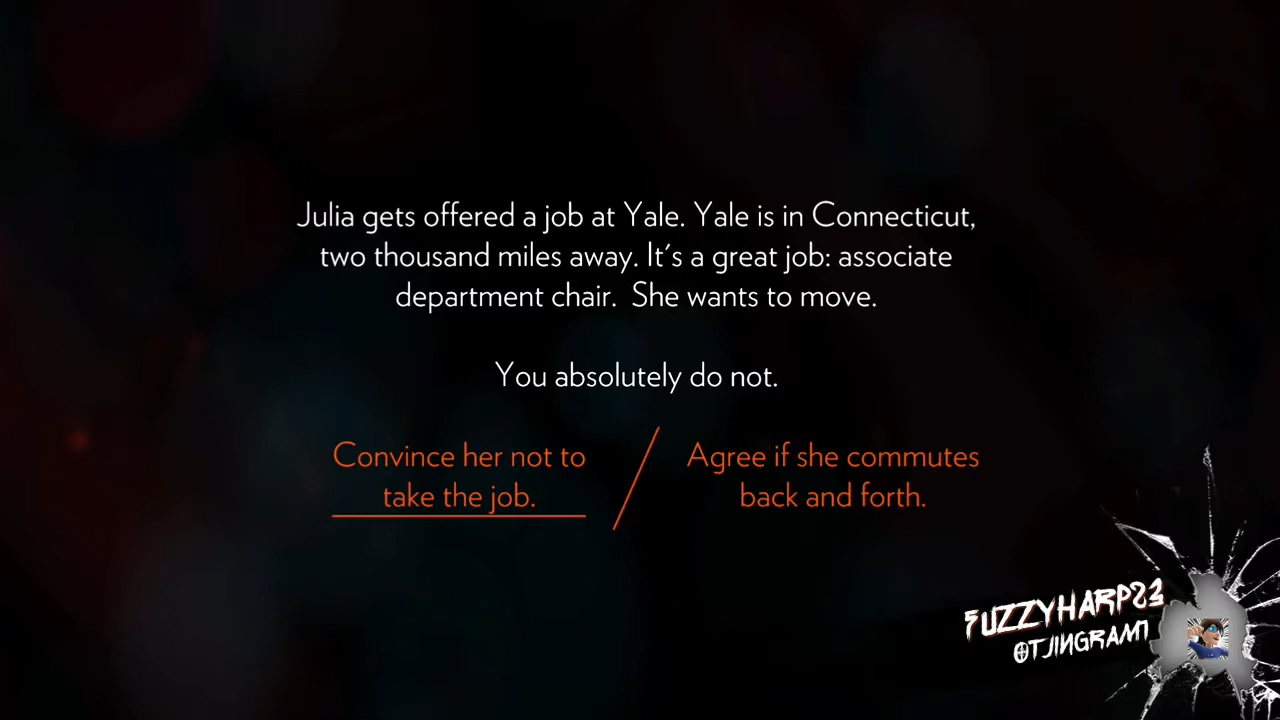 Julia gets offered a job at Yale. Yale is in Connecticut,
two thousand miles away. It's a great job: associate
department chair.  She wants to move.
You absolutely do not.
Convince her not to
take the job.
Agree if she commutes
back and forth.
FUZZYHARP23
@TJINGRAM1